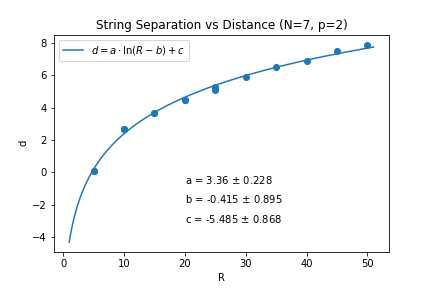 String Separation vs Distance (N=7, p=2)
d = a · ln(R − b) + c
8
6
4
2
0
−2
−4
d
a = 3.36 ± 0.228
b = -0.415 ± 0.895
c = -5.485 ± 0.868
0 10 20 30 40 50
R